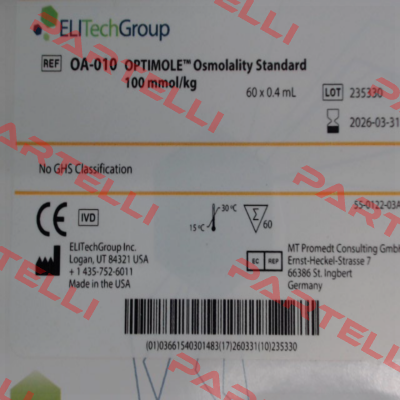 ELITechGroup
REF OA-010 OPTIMOLE™ Osmolality Standard
100 mmol/kg
60 x 0.4 mL
LOT 235330
2026-03-31
No GHS Classification
55-0122-03A
CE IVD
15 °C
30 °C
Σ
60
ELITechGroup Inc.
Logan, UT 84321 USA
+ 1 435-752-6011
Made in the USA
EC REP
MT Promedt Consulting GmbH
Ernst-Heckel-Strasse 7
66386 St. Ingbert
Germany
(01)03661540301483(17)260331(10)235330
PARTELLI
PARTELLI
PARTELLI
PARTELLI